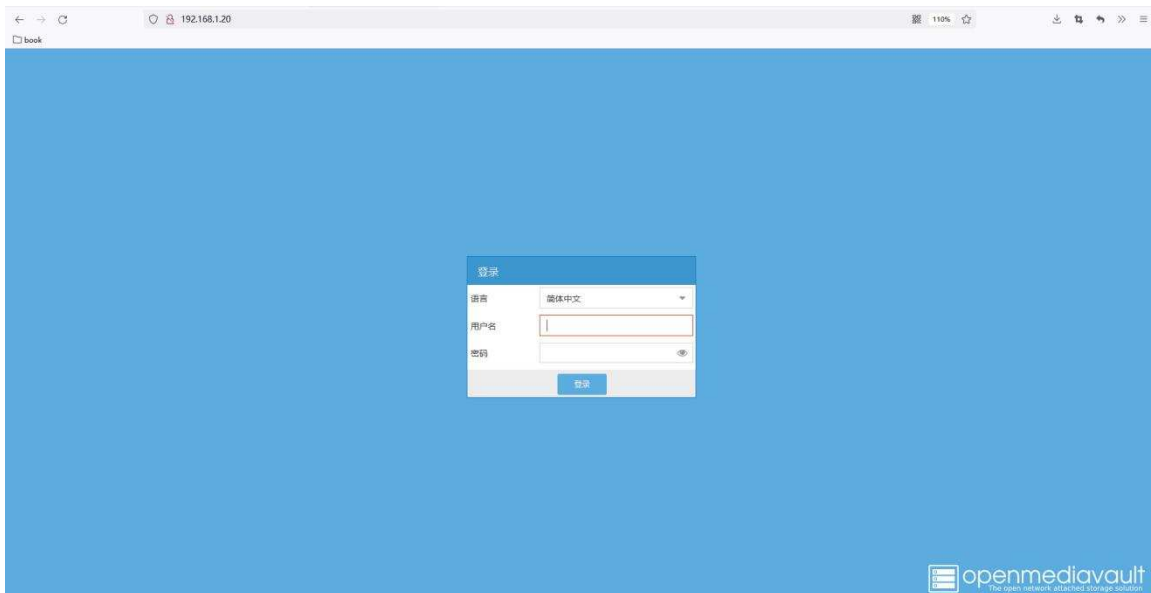 192.168.1.20
110%
book
登录
语言
简体中文
用户名
密码
登录
openmediavault
The open network attached storage solution